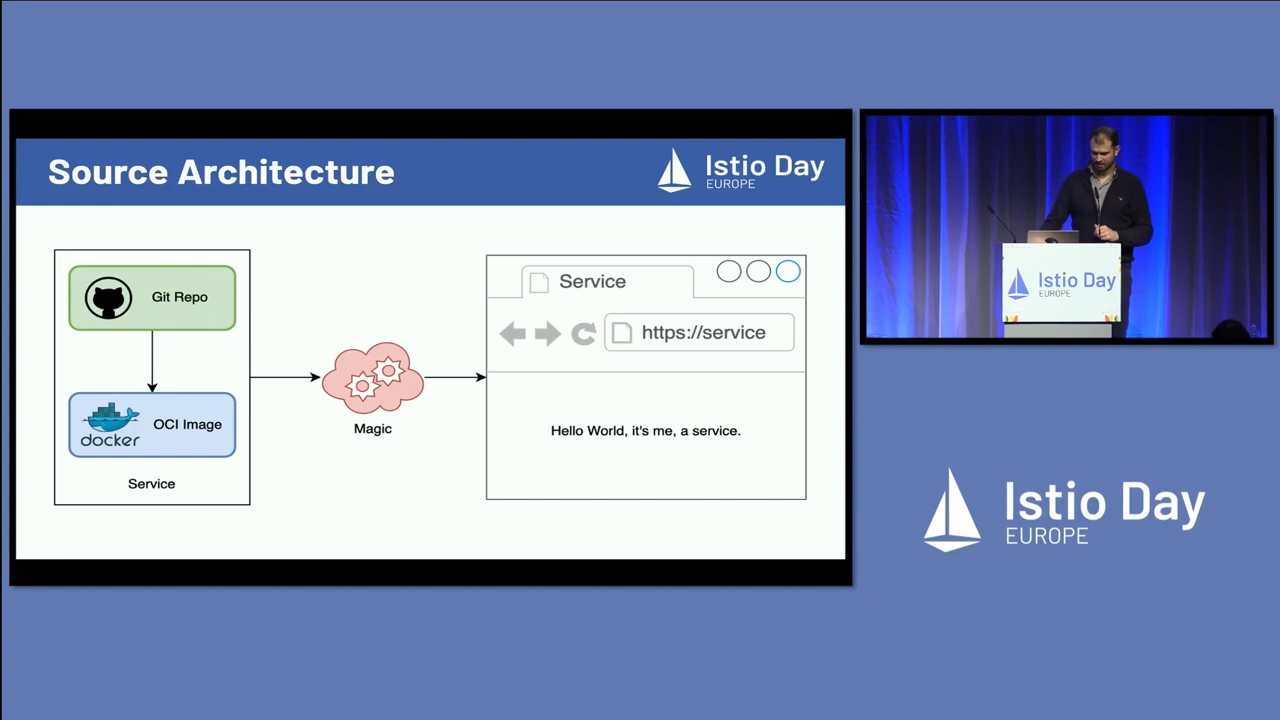 Source Architecture
Istio Day
EUROPE
Git Repo
docker
OCI Image
Service
Magic
Service
https://service
Hello World, it's me, a service.
Istio Day
EUROPE
Istio Day
EUROPE